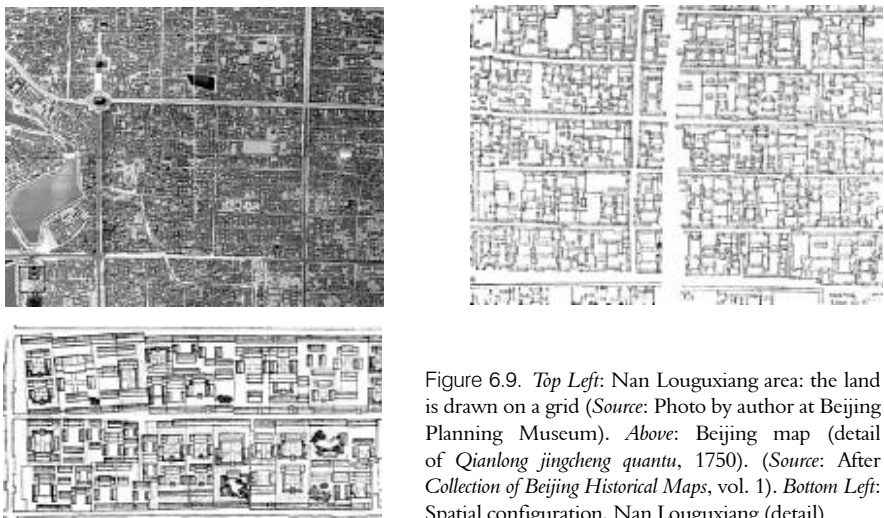 Figure 6.9. Top Left: Nan Louguxiang area: the land
is drawn on a grid (Source: Photo by author at Beijing
Planning Museum). Above: Beijing map (detail
of Qianlong jingcheng quantu, 1750). (Source: After
Collection of Beijing Historical Maps, vol. 1). Bottom Left:
Spatial configuration, Nan Louguxiang (detail)